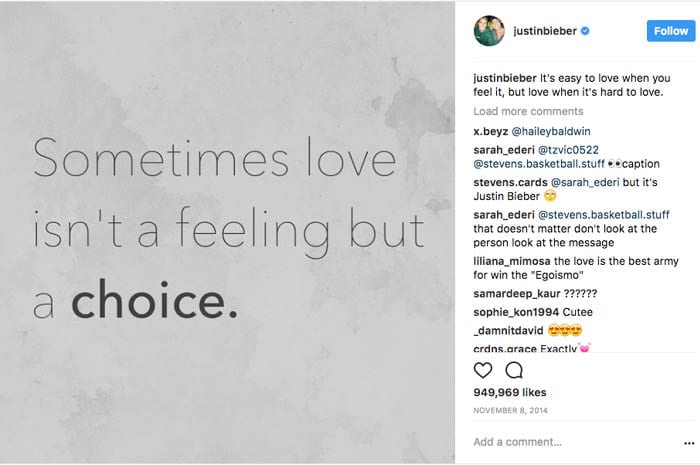 Sometimes love
isn't a feeling but
a choice.
justinbieber
Follow
justinbieber It's easy to love when you
feel it, but love when it's hard to love.
Load more comments
x.beyz @haileybaldwin
sarah_ederi @tzvic0522
@stevens.basketball.stuff 👀caption
stevens.cards @sarah_ederi but it's
Justin Bieber 😇
sarah_ederi @stevens.basketball.stuff
that doesn't matter don't look at the
person look at the message
liliana_mimosa the love is the best army
for win the "Egoismo"
samardeep_kaur ??????
sophie_kon1994 Cutee
_damnitdavid 😍😍😍
crdns.grace Exactly💓
949,969 likes
NOVEMBER 8, 2014
Add a comment...